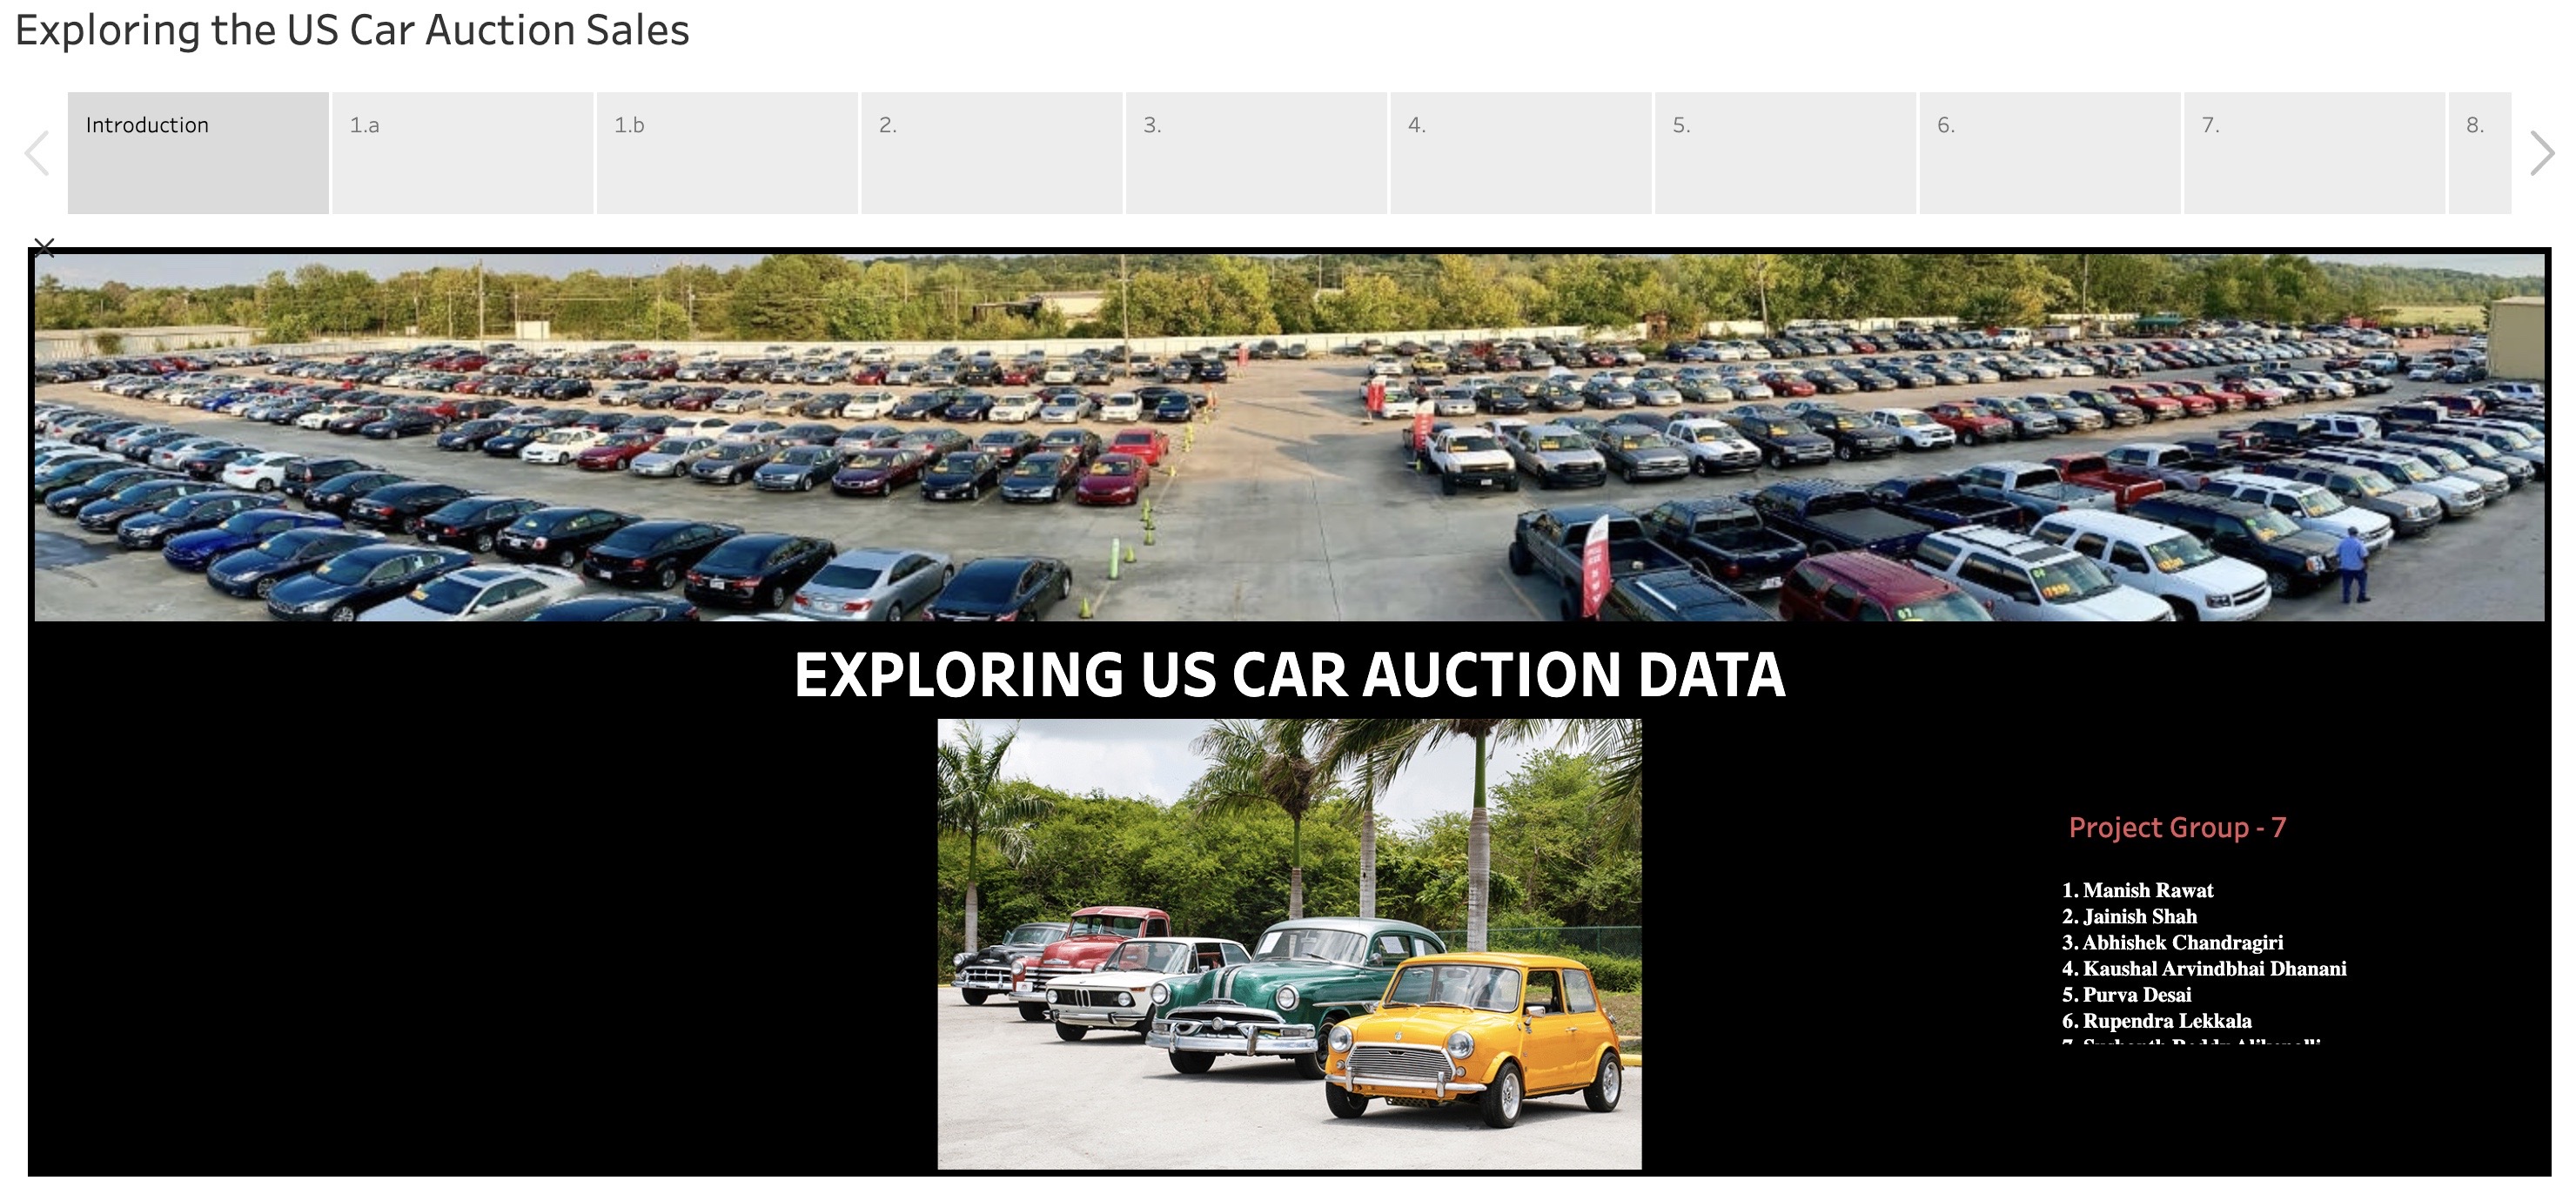 Exploring the US Car Auction Sales
Introduction
1.a
1.b
2.
3.
4.
5.
6.
7.
8.
EXPLORING US CAR AUCTION DATA
Project Group - 7
1. Manish Rawat
2. Jainish Shah
3. Abhishek Chandragiri
4. Kaushal Arvindbhai Dhanani
5. Purva Desai
6. Rupendra Lekkala